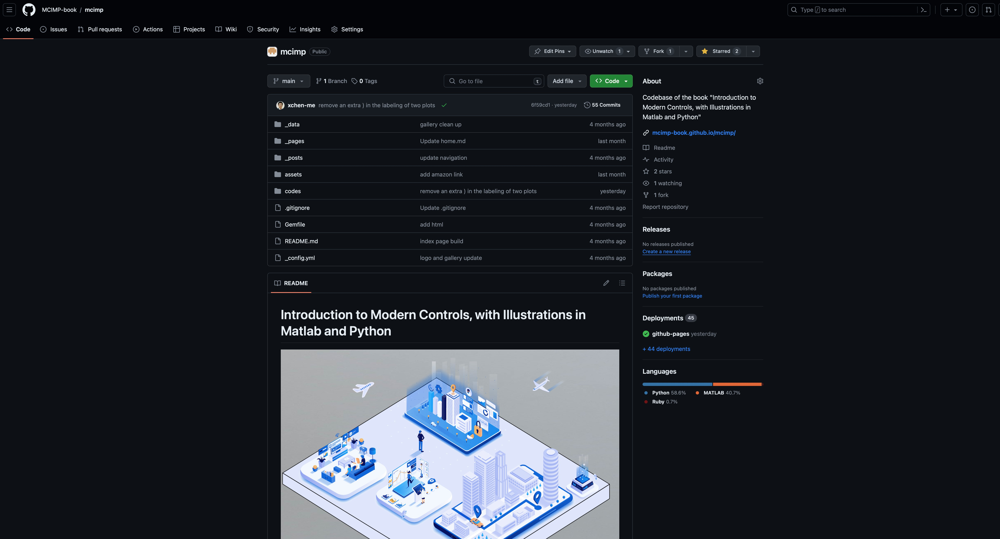 MCIMP-book / mcimp
Type / to search
Code Issues Pull requests Actions Projects Wiki Security Insights Settings
mcimp Public
Edit Pins Unwatch 1 Fork 1 Starred 2
main 1 Branch 0 Tags Go to file t Add file Code
xchen-me remove an extra ) in the labeling of two plots 6f59cd1 · yesterday 55 Commits
_data gallery clean up 4 months ago
_pages Update home.md last month
_posts update navigation 4 months ago
assets add amazon link last month
codes remove an extra ) in the labeling of two plots yesterday
.gitignore Update .gitignore 4 months ago
Gemfile add html 4 months ago
README.md index page build 4 months ago
_config.yml logo and gallery update 4 months ago
README
Introduction to Modern Controls, with Illustrations in
Matlab and Python
About
Codebase of the book "Introduction to
Modern Controls, with Illustrations in
Matlab and Python"
mcimp-book.github.io/mcimp/
Readme
Activity
2 stars
1 watching
1 fork
Report repository
Releases
No releases published
Create a new release
Packages
No packages published
Publish your first package
Deployments 45
github-pages yesterday
+ 44 deployments
Languages
Python 58.6% MATLAB 40.7%
Ruby 0.7%